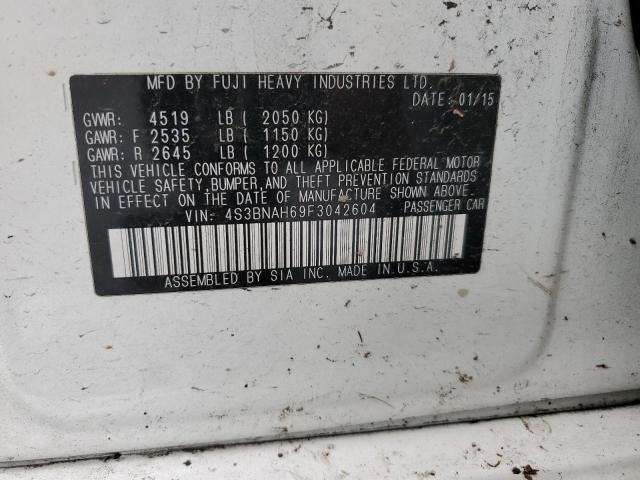 MFD BY FUJI HEAVY INDUSTRIES LTD.
DATE: 01/15
GVWR: 4519 LB ( 2050 KG)
GAWR: F 2535 LB ( 1150 KG)
GAWR: R 2645 LB ( 1200 KG)
THIS VEHICLE CONFORMS TO ALL APPLICABLE FEDERAL MOTOR
VEHICLE SAFETY, BUMPER, AND THEFT PREVENTION STANDARDS
IN EFFECT ON THE DATE OF MANUFACTURE SHOWN ABOVE.
VIN: 4S3BNAH69F3042604 PASSENGER CAR
ASSEMBLED BY SIA INC. MADE IN U.S.A.